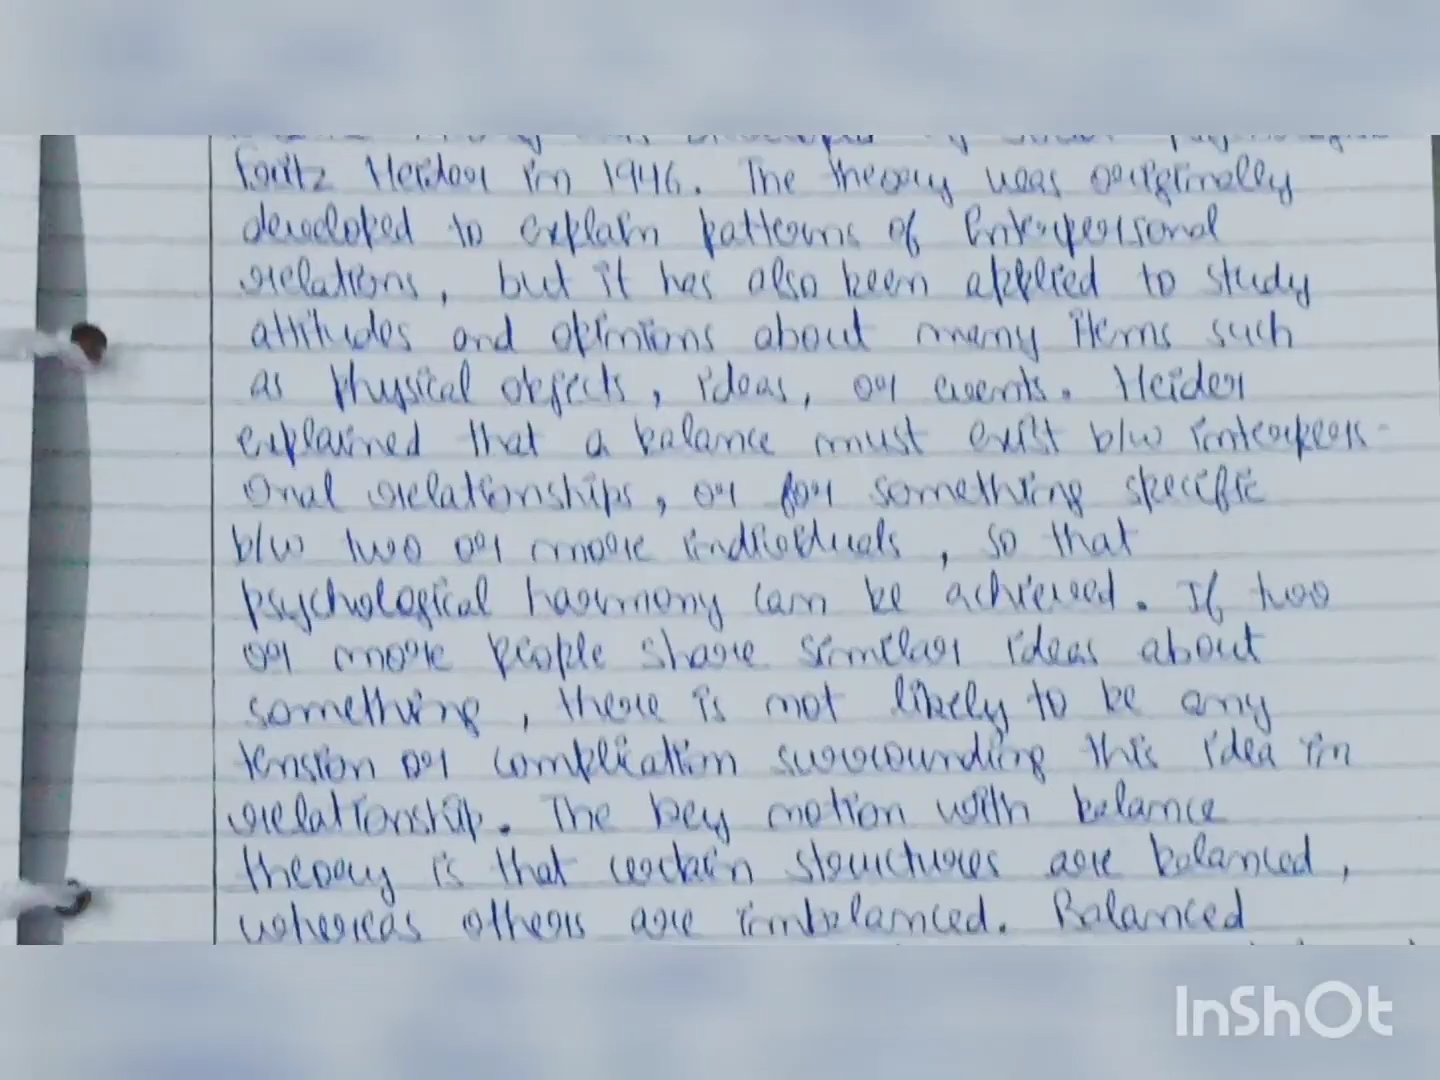 Fritz Heider in 1946. The theory was originally
developed to explain patterns of Interpersonal
relations, but it has also been applied to study
attitudes and opinions about many items such
as physical objects, ideas, or events. Heider
explained that a balance must exist b/w interpers-
onal relationships, or for something specific
b/w two or more individuals, so that
psychological harmony can be achieved. If two
or more people share similar ideas about
something, there is not likely to be any
tension or complication surrounding this idea in
relationship. The key notion with balance
theory is that certain structures are balanced,
whereas others are imbalanced. Balanced
InShOt